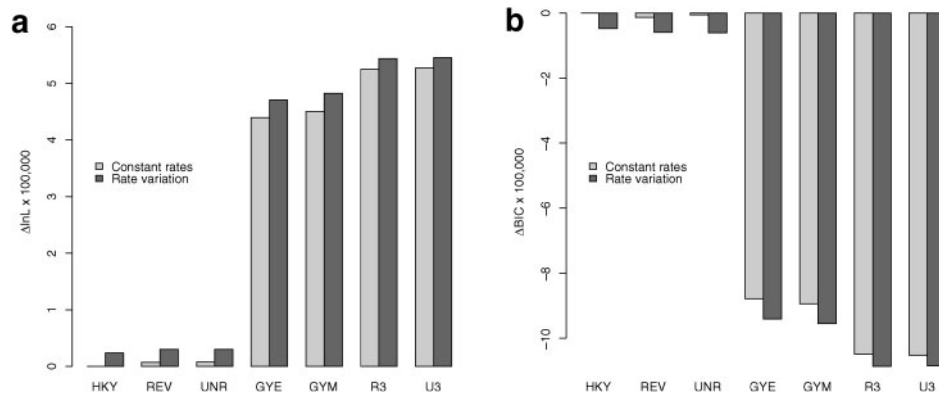 a
6
5
4
3
2
1
0
ΔlnL x 100,000
Constant rates
Rate variation
HKY REV UNR GYE GYM R3 U3
b
0
−2
−4
−6
−8
−10
ΔBIC x 100,000
Constant rates
Rate variation
HKY REV UNR GYE GYM R3 U3